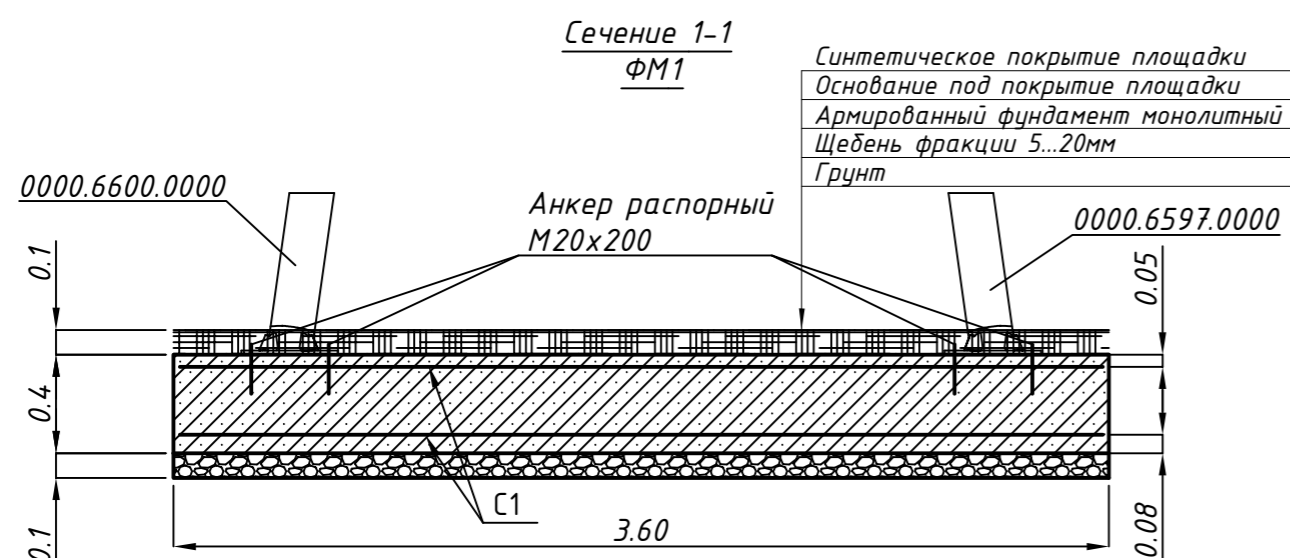 Сечение 1-1
ФМ1
Синтетическое покрытие площадки
Основание под покрытие площадки
Армированный фундамент монолитный
Щебень фракции 5...20мм
Грунт
0000.6600.0000
Анкер распорный
М20х200
0000.6597.0000
0.1
0.05
0.4
С1
3.60
0.1
0.08